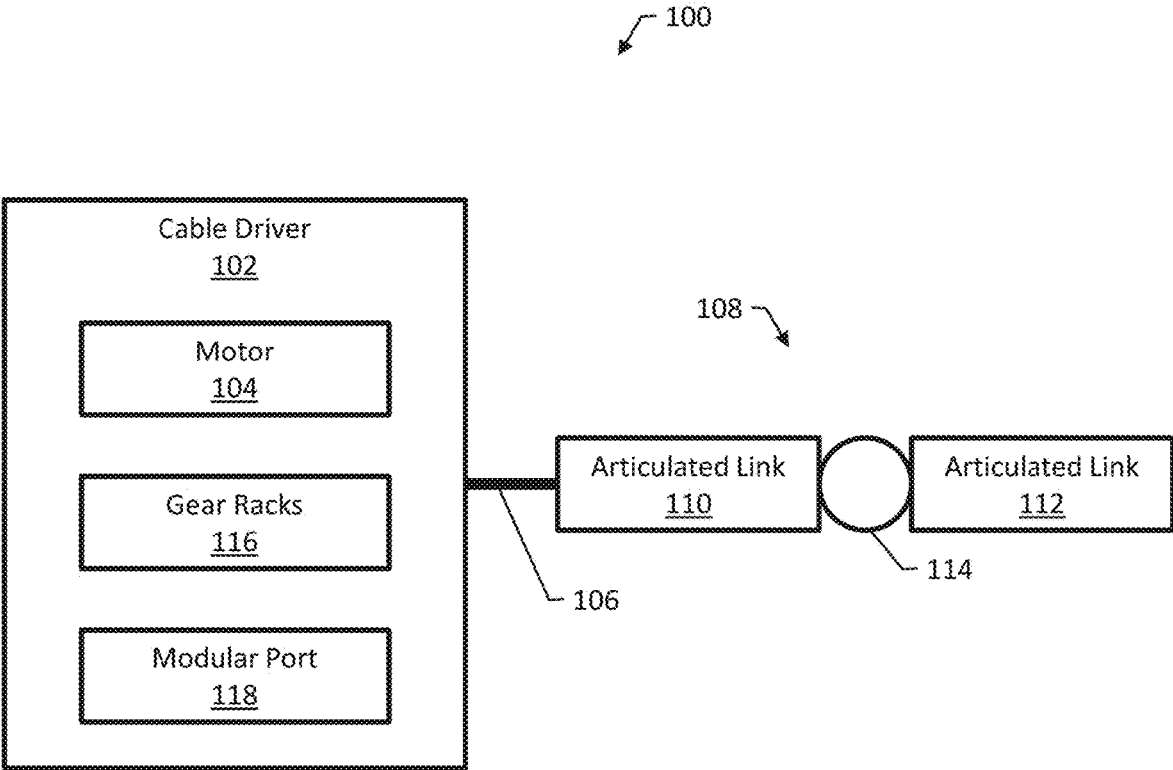 100
Cable Driver
102
108
Motor
104
Articulated Link
110
Articulated Link
112
Gear Racks
116
114
106
Modular Port
118